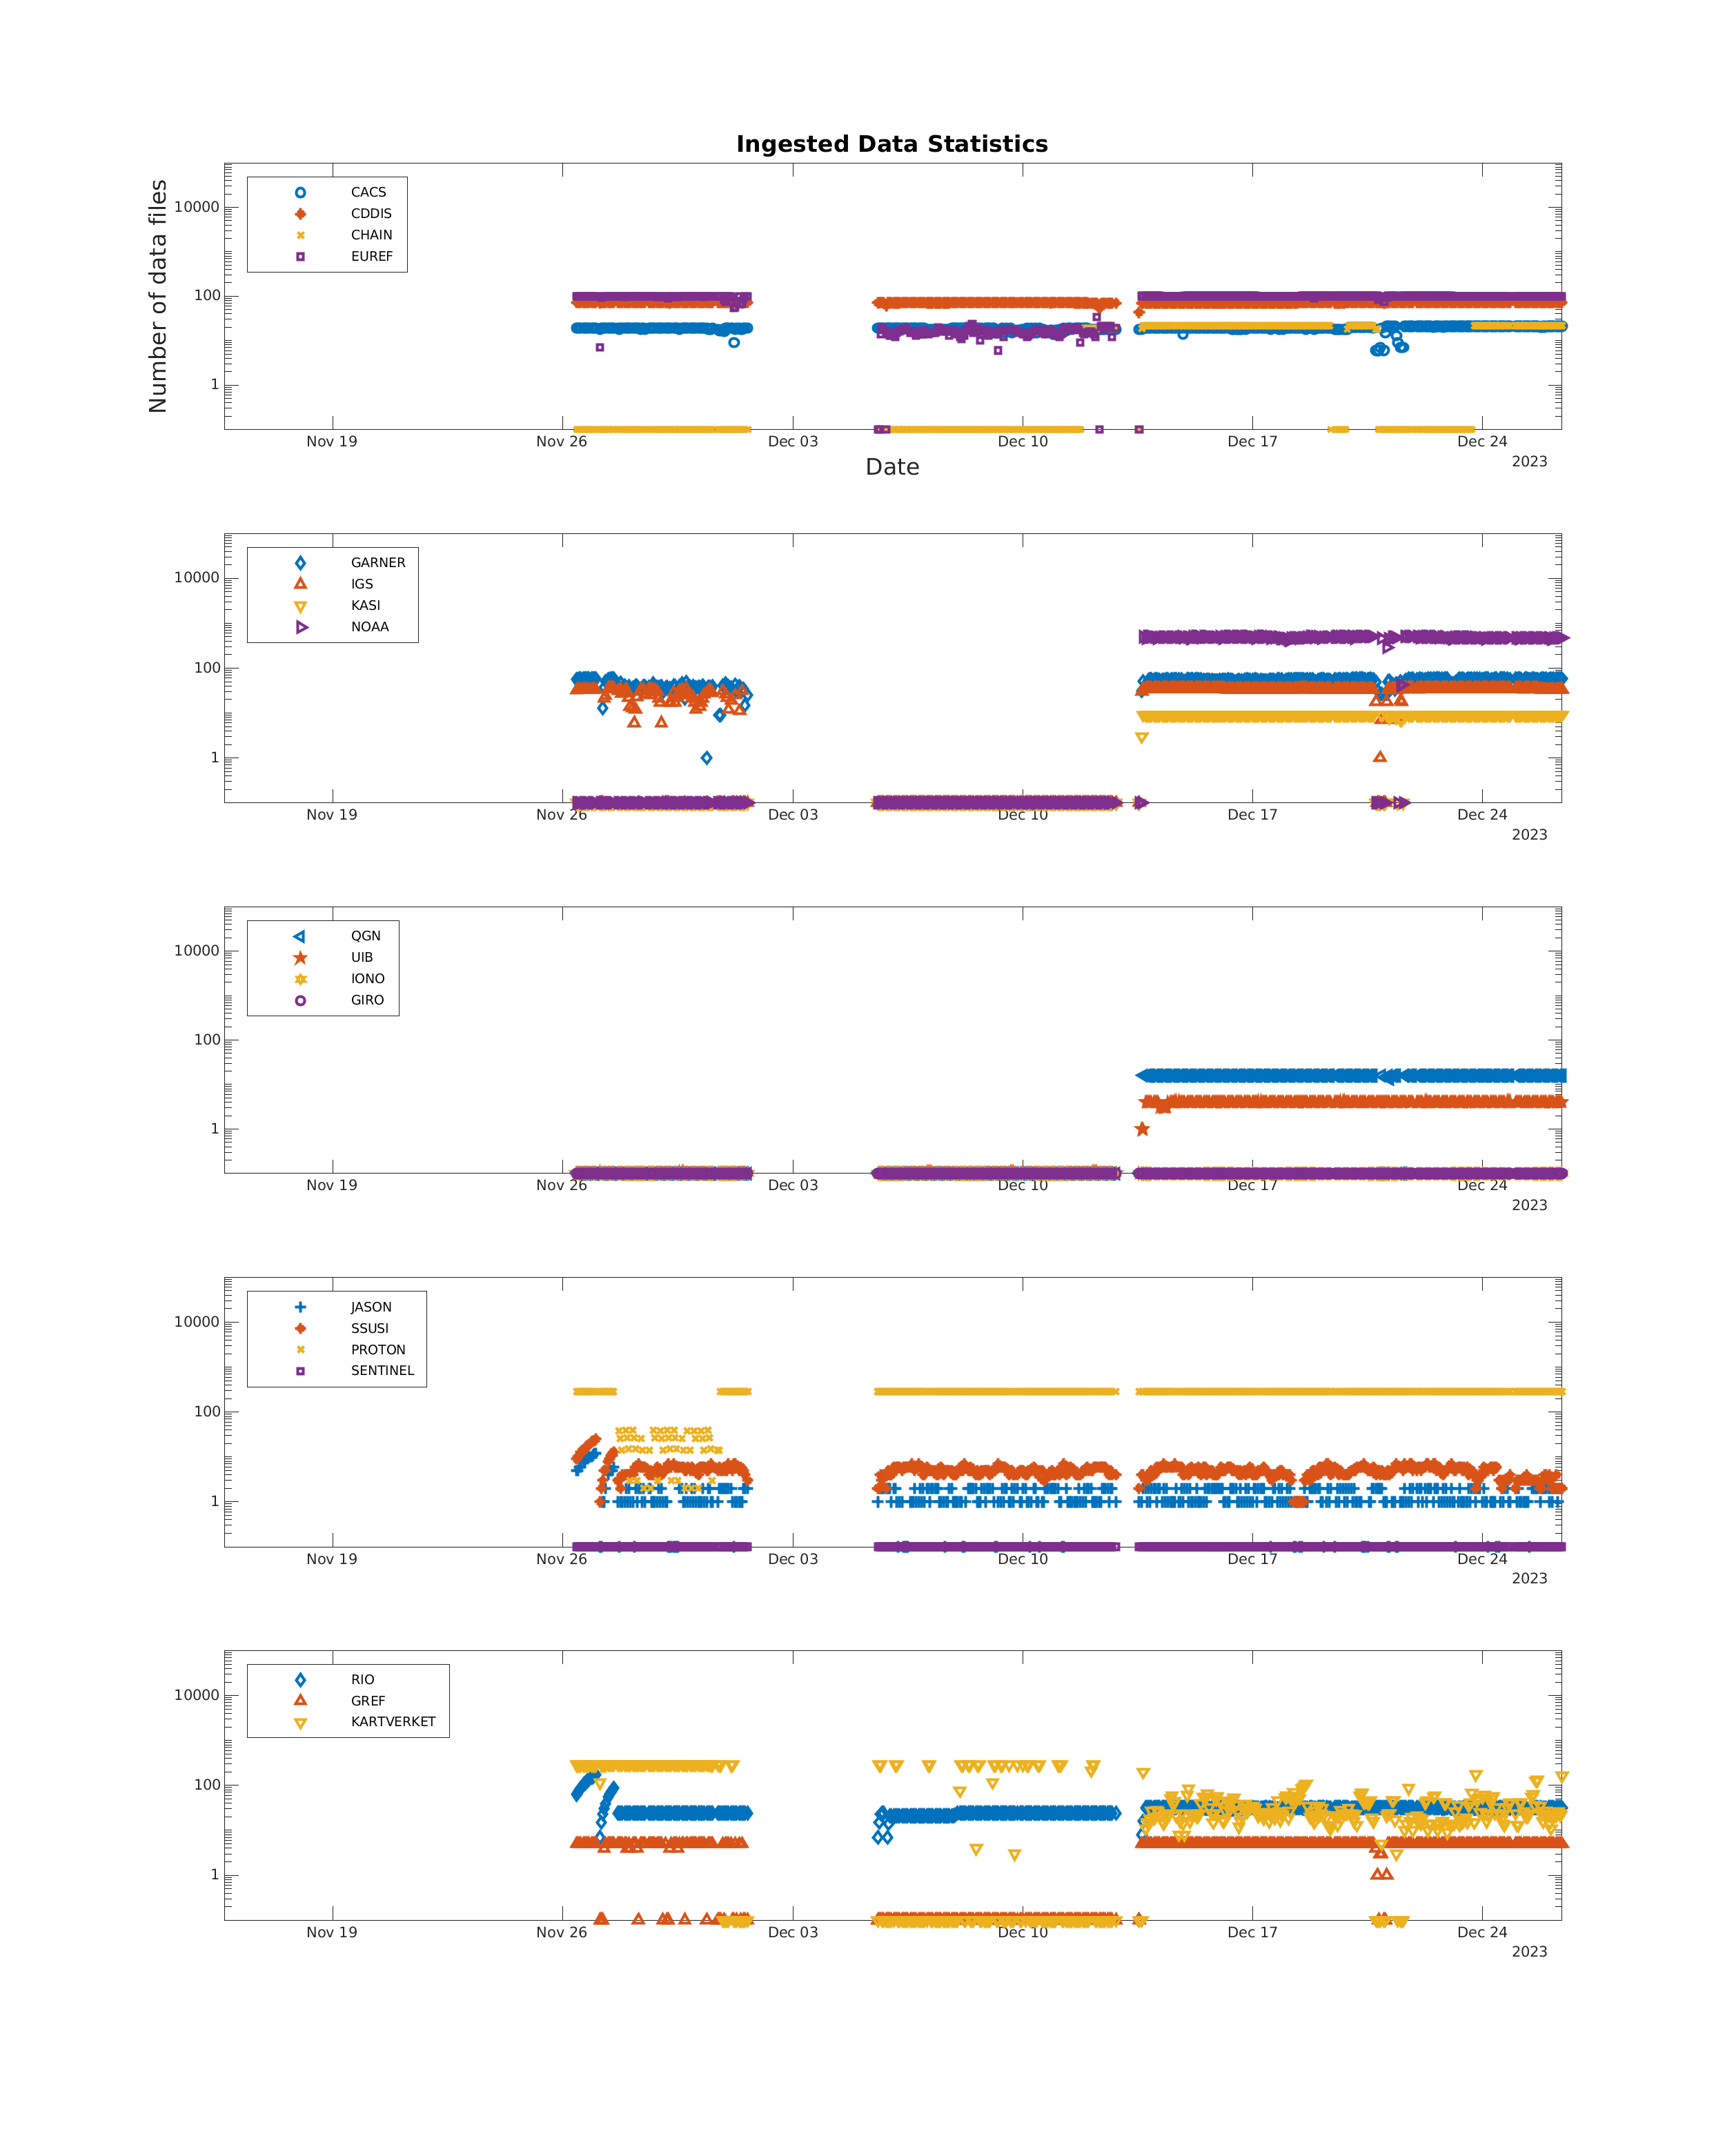 Ingested Data Statistics
Number of data files
10000
100
1
CACS
CDDIS
CHAIN
EUREF
Nov 19
Nov 26
Dec 03
Dec 10
Dec 17
Dec 24
2023
Date
10000
100
1
GARNER
IGS
KASI
NOAA
Nov 19
Nov 26
Dec 03
Dec 10
Dec 17
Dec 24
2023
10000
100
1
QGN
UIB
IONO
GIRO
Nov 19
Nov 26
Dec 03
Dec 10
Dec 17
Dec 24
2023
10000
100
1
JASON
SSUSI
PROTON
SENTINEL
Nov 19
Nov 26
Dec 03
Dec 10
Dec 17
Dec 24
2023
10000
100
1
RIO
GREF
KARTVERKET
Nov 19
Nov 26
Dec 03
Dec 10
Dec 17
Dec 24
2023